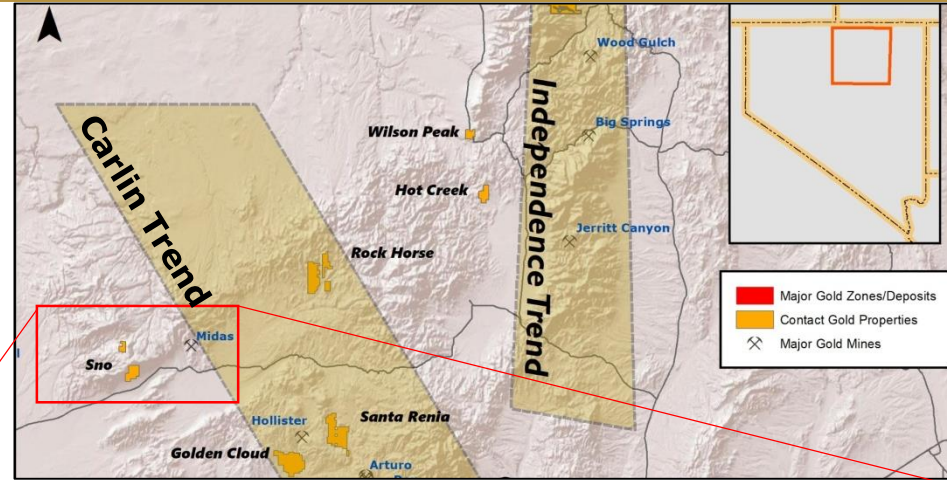 Wood Gulch
Big Springs
Wilson Peak
Hot Creek
Jerritt Canyon
Independence Trend
Carlin Trend
Rock Horse
Midas
Sno
Hollister
Santa Renia
Golden Cloud
Arturo
Major Gold Zones/Deposits
Contact Gold Properties
Major Gold Mines